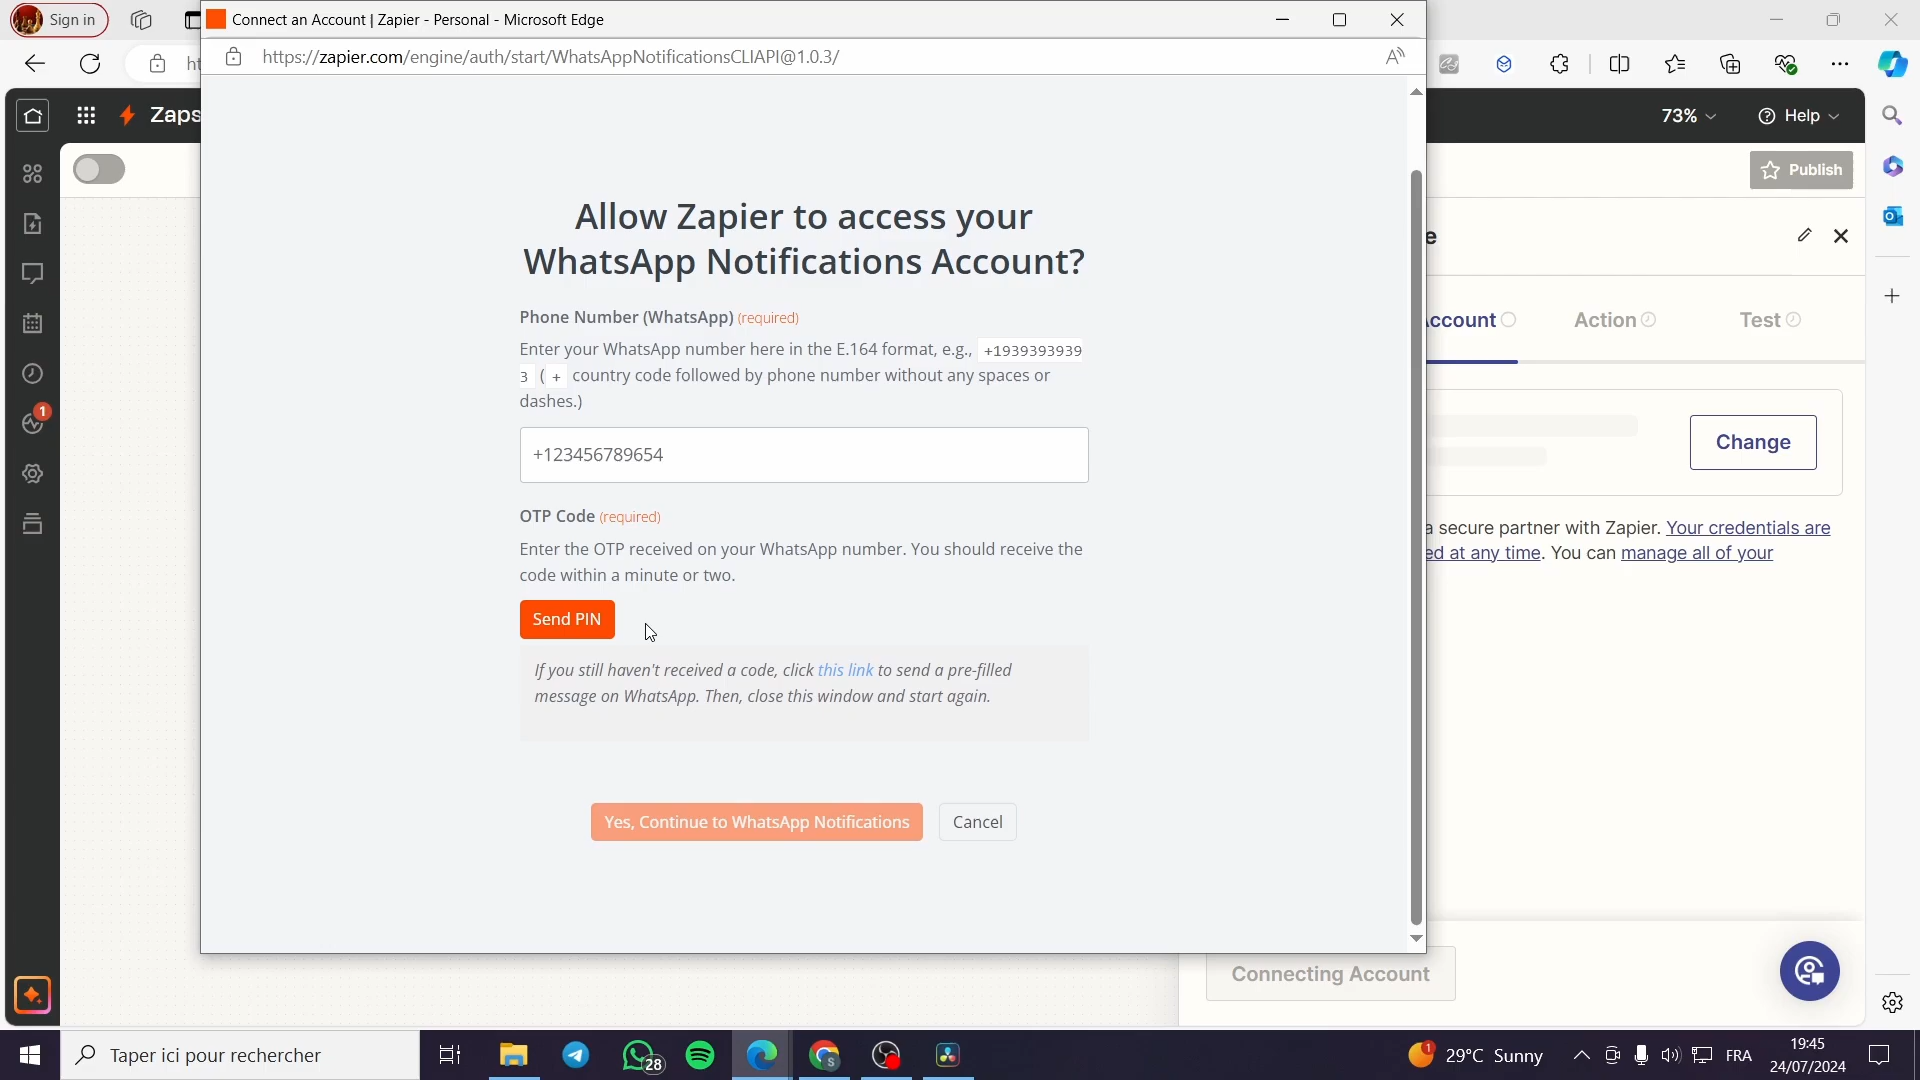 Sign in
Connect an Account | Zapier - Personal - Microsoft Edge
https://zapier.com/engine/auth/start/WhatsAppNotificationsCLIAPI@1.0.3/
Zaps
73%
Help
Publish
Allow Zapier to access your
WhatsApp Notifications Account?
Phone Number (WhatsApp) (required)
Enter your WhatsApp number here in the E.164 format, e.g., +1939393939
3 ( + country code followed by phone number without any spaces or
dashes.)
+123456789654
OTP Code (required)
Enter the OTP received on your WhatsApp number. You should receive the
code within a minute or two.
Send PIN
If you still haven't received a code, click this link to send a pre-filled
message on WhatsApp. Then, close this window and start again.
Yes, Continue to WhatsApp Notifications
Cancel
Account
Action
Test
Change
a secure partner with Zapier. Your credentials are
ed at any time. You can manage all of your
Connecting Account
1
Taper ici pour rechercher
28
1
29°C Sunny
FRA
19:45
24/07/2024